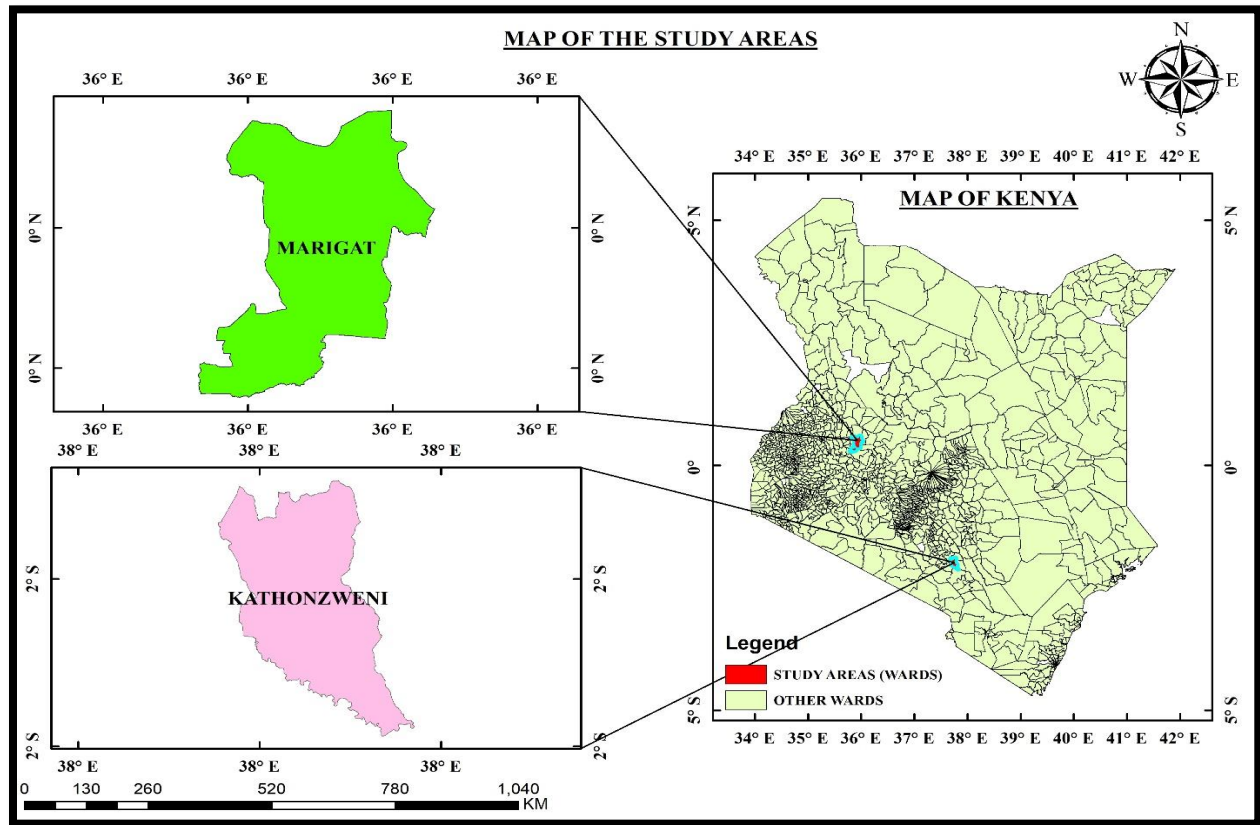 MAP OF THE STUDY AREAS
N
W E
S
36° E 36° E 36° E 36° E
0° N 0° N
MARIGAT
0° N 0° N
36° E 36° E 36° E 36° E
38° E 38° E 38° E
2°S 2°S
KATHONZWENI
2°S 2°S
38° E 38° E 38° E
0 130 260 520 780 1,040
KM
34° E 35° E 36° E 37° E 38° E 39° E 40° E 41° E 42° E
MAP OF KENYA
5°N 5°N
0° 0°
Legend
STUDY AREAS (WARDS)
OTHER WARDS
5°S 5°S
34° E 35° E 36° E 37° E 38° E 39° E 40° E 41° E 42° E